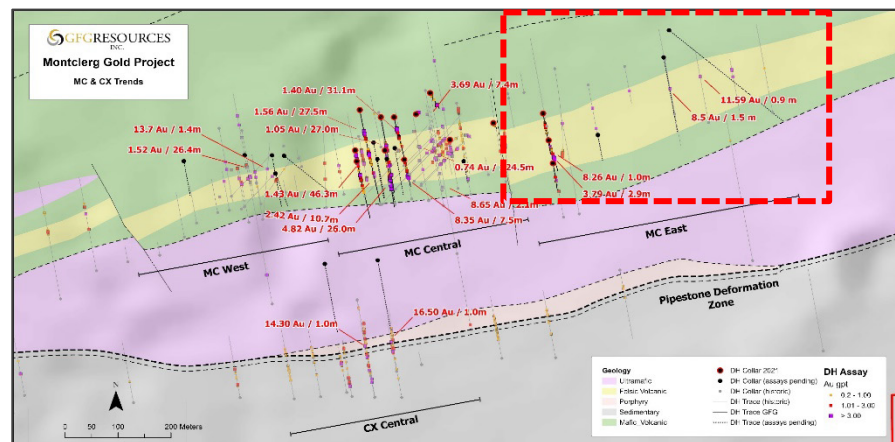 GFGRESOURCES
INC.
Montclerg Gold Project
MC & CX Trends
3.69 Au / 7.4m
1.40 Au / 31.1m
11.59 Au / 0.9 m
1.56 Au / 27.5m
8.5 Au / 1.5 m
13.7 Au / 1.4m
1.05 Au / 27.0m
1.52 Au / 26.4m
0.74 Au / 24.5m
8.26 Au / 1.0m
1.43 Au / 46.3m
3.29 Au / 2.9m
8.65 Au / 2.1m
2.42 Au / 10.7m
8.35 Au / 7.5m
4.82 Au / 26.0m
MC East
MC Central
MC West
Pipestone Deformation
Zone
16.50 Au / 1.0m
14.30 Au / 1.0m
CX Central
N
0 50 100 200 Meters
Geology
Ultramafic
Felsic Volcanic
Porphyry
Sedimentary
Mafic_Volcanic
DH Collar 2021
DH Collar (assays pending)
DH Collar (historic)
DH Trace (historic)
DH Trace GFG
DH Trace (assays pending)
DH Assay
Au gpt
0.2 - 1.00
1.01 - 3.00
> 3.00